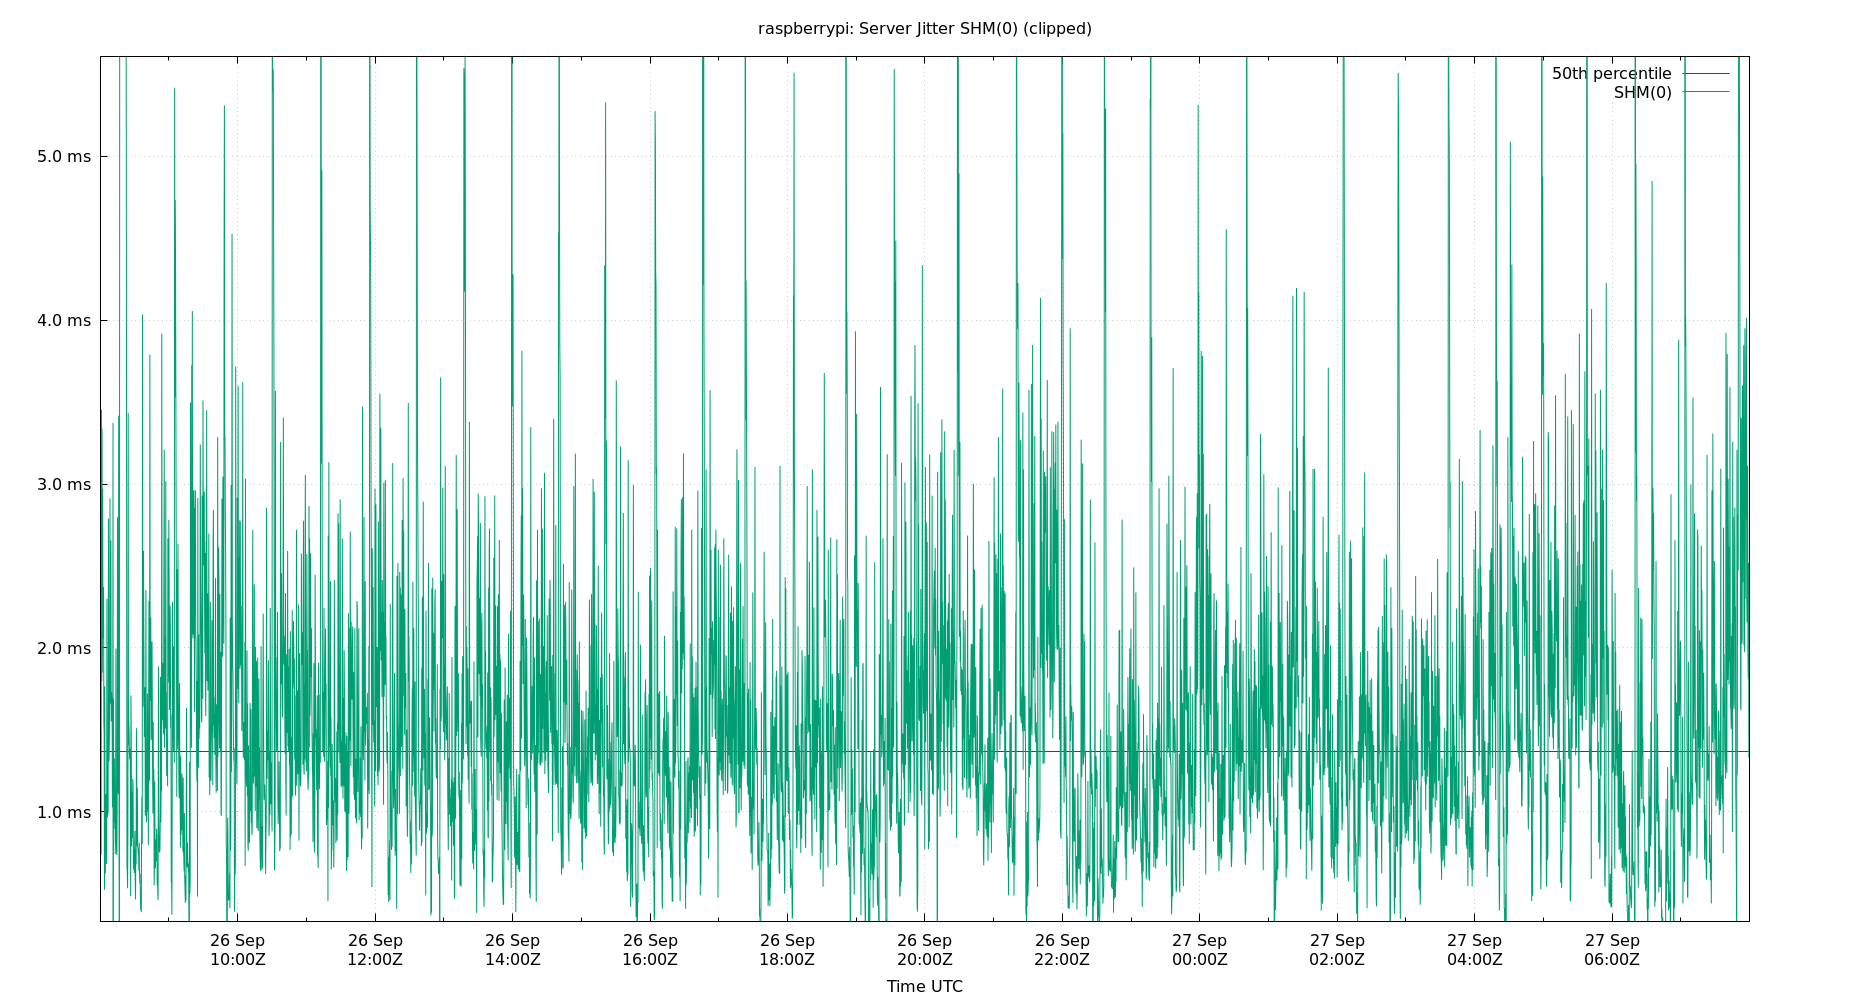 raspberrypi: Server Jitter SHM(0) (clipped)
50th percentile
SHM(0)
5.0 ms
4.0 ms
3.0 ms
2.0 ms
1.0 ms
26 Sep 26 Sep 26 Sep 26 Sep 26 Sep 26 Sep 26 Sep 27 Sep 27 Sep 27 Sep 27 Sep
10:00Z 12:00Z 14:00Z 16:00Z 18:00Z 20:00Z 22:00Z 00:00Z 02:00Z 04:00Z 06:00Z
Time UTC